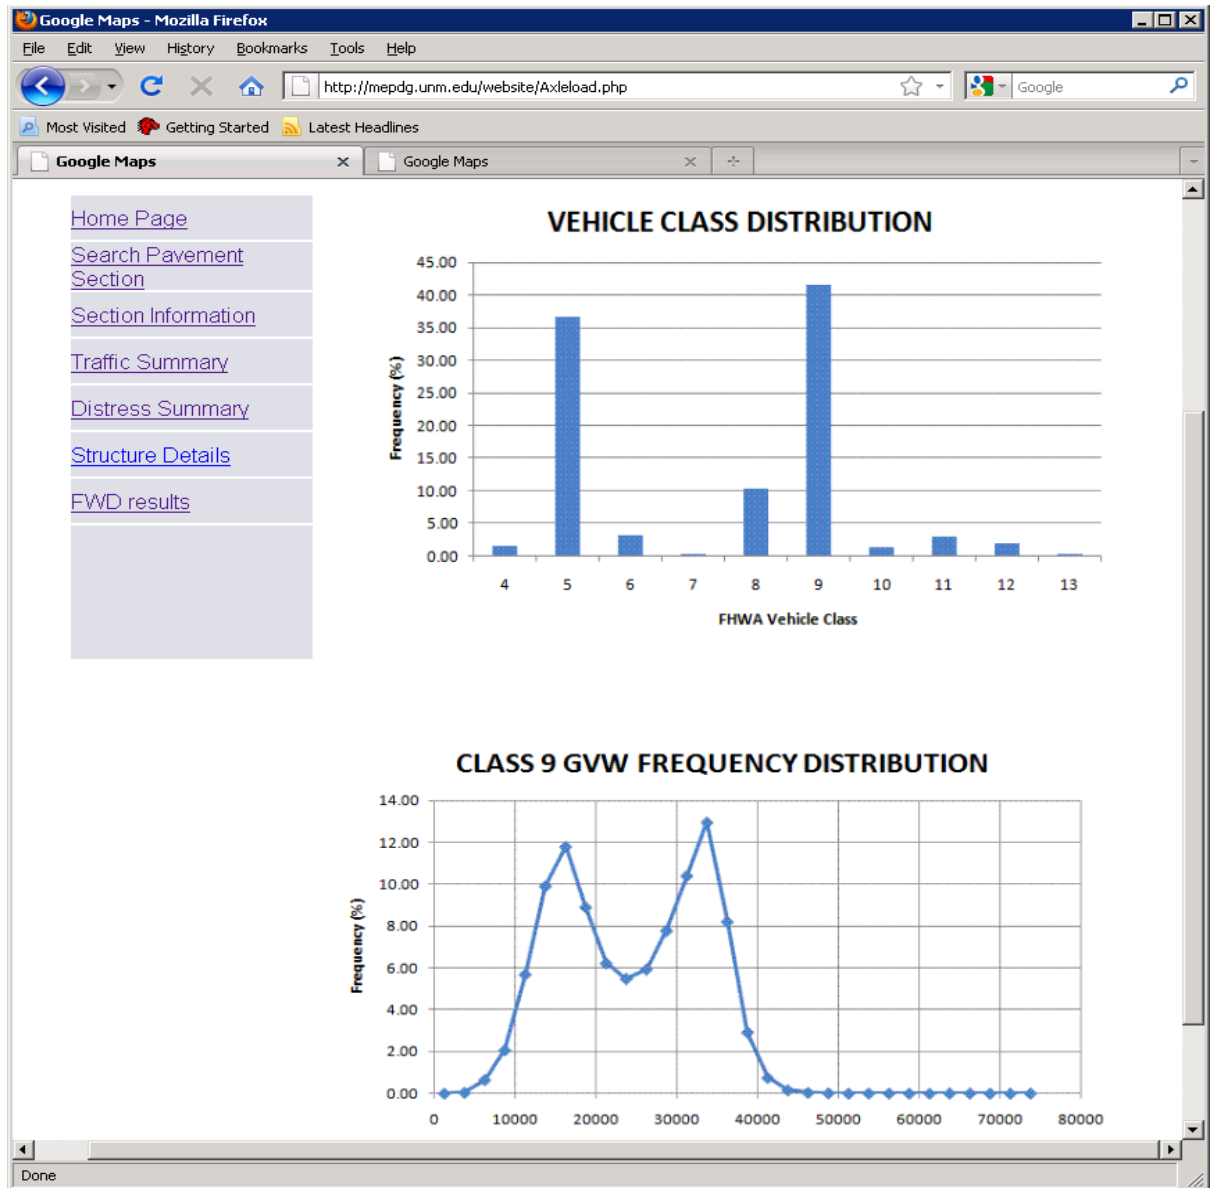 Google Maps - Mozilla Firefox
File Edit View History Bookmarks Tools Help
http://mepdg.unm.edu/website/Axleload.php
Google
Most Visited Getting Started Latest Headlines
Google Maps
Google Maps
Home Page
Search Pavement
Section
Section Information
Traffic Summary
Distress Summary
Structure Details
FWD results
VEHICLE CLASS DISTRIBUTION
Frequency (%)
45.00
40.00
35.00
30.00
25.00
20.00
15.00
10.00
5.00
0.00
4 5 6 7 8 9 10 11 12 13
FHWA Vehicle Class
CLASS 9 GVW FREQUENCY DISTRIBUTION
Frequency (%)
14.00
12.00
10.00
8.00
6.00
4.00
2.00
0.00
0 10000 20000 30000 40000 50000 60000 70000 80000
Done